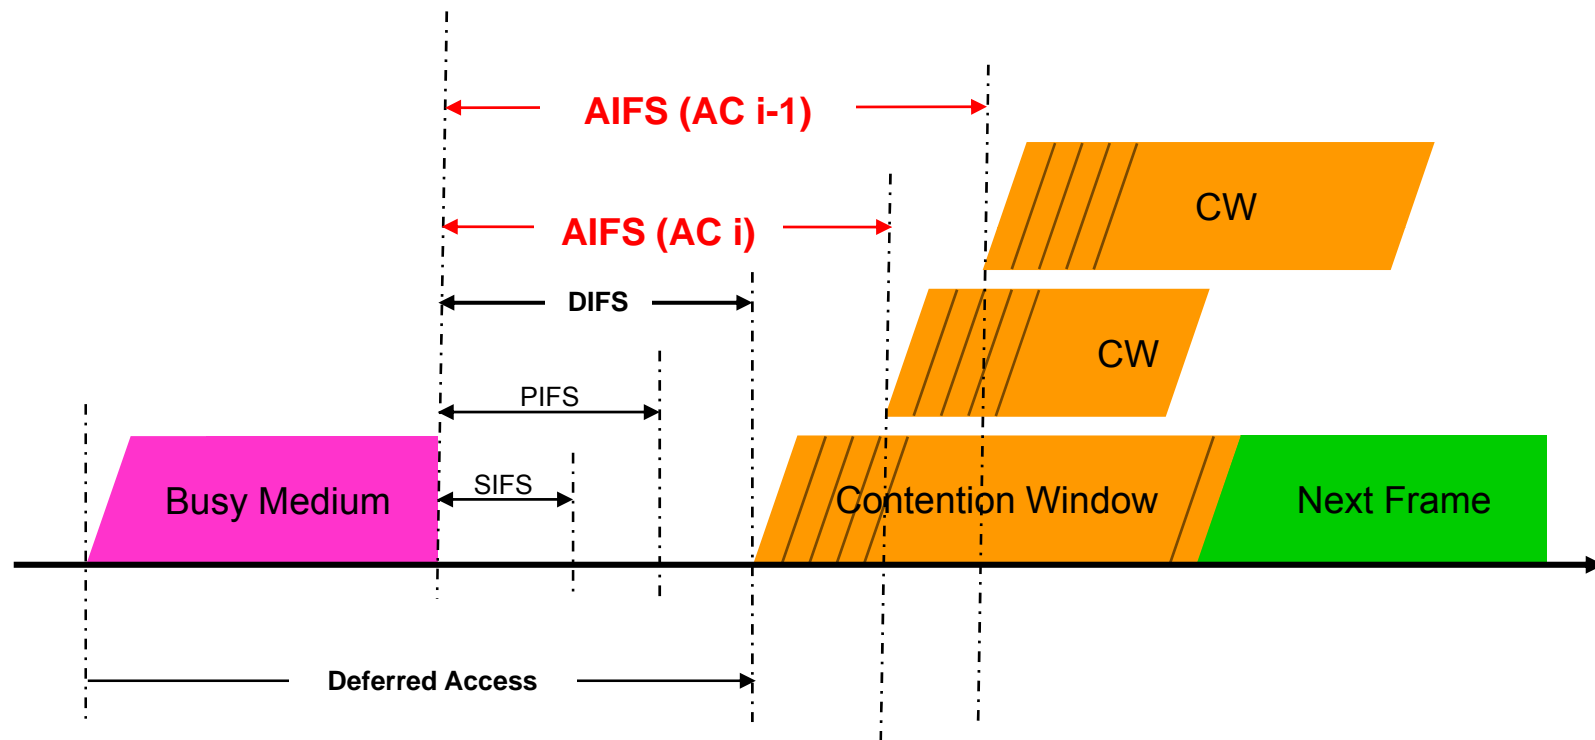 AIFS (AC i-1)
CW
AIFS (AC i)
DIFS
CW
PIFS
SIFS
Busy Medium
Contention Window
Next Frame
Deferred Access